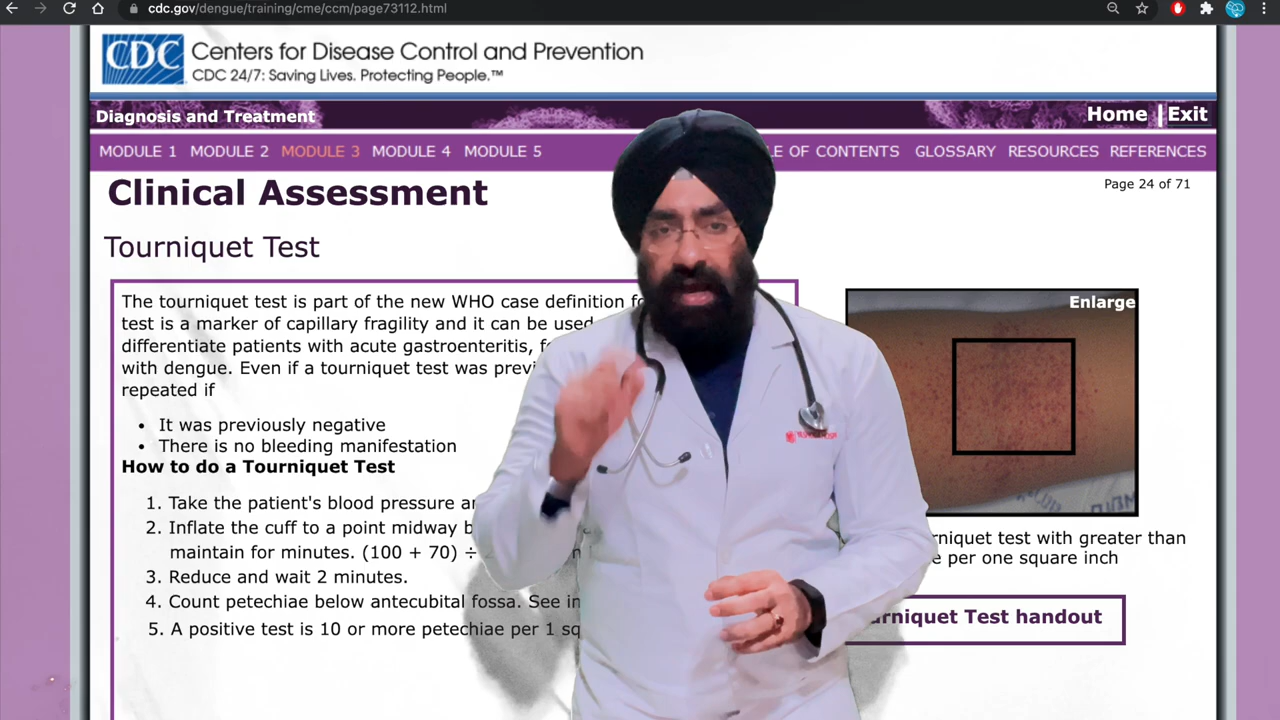 cdc.gov/dengue/training/cme/ccm/page73112.html
CDC Centers for Disease Control and Prevention
CDC 24/7: Saving Lives. Protecting People.™
Diagnosis and Treatment
Home | Exit
MODULE 1 MODULE 2 MODULE 3 MODULE 4 MODULE 5
OF CONTENTS GLOSSARY RESOURCES REFERENCES
Clinical Assessment
Page 24 of 71
Tourniquet Test
The tourniquet test is part of the new WHO case definition
test is a marker of capillary fragility and it can be used
differentiate patients with acute gastroenteritis,
with dengue. Even if a tourniquet test was
repeated if
• It was previously negative
• There is no bleeding manifestation
How to do a Tourniquet Test
1. Take the patient's blood pressure
2. Inflate the cuff to a point midway
maintain for minutes. (100 + 70) ÷
3. Reduce and wait 2 minutes.
4. Count petechiae below antecubital fossa. See
5. A positive test is 10 or more petechiae per 1
Enlarge
test with greater than
per one square inch
Test handout